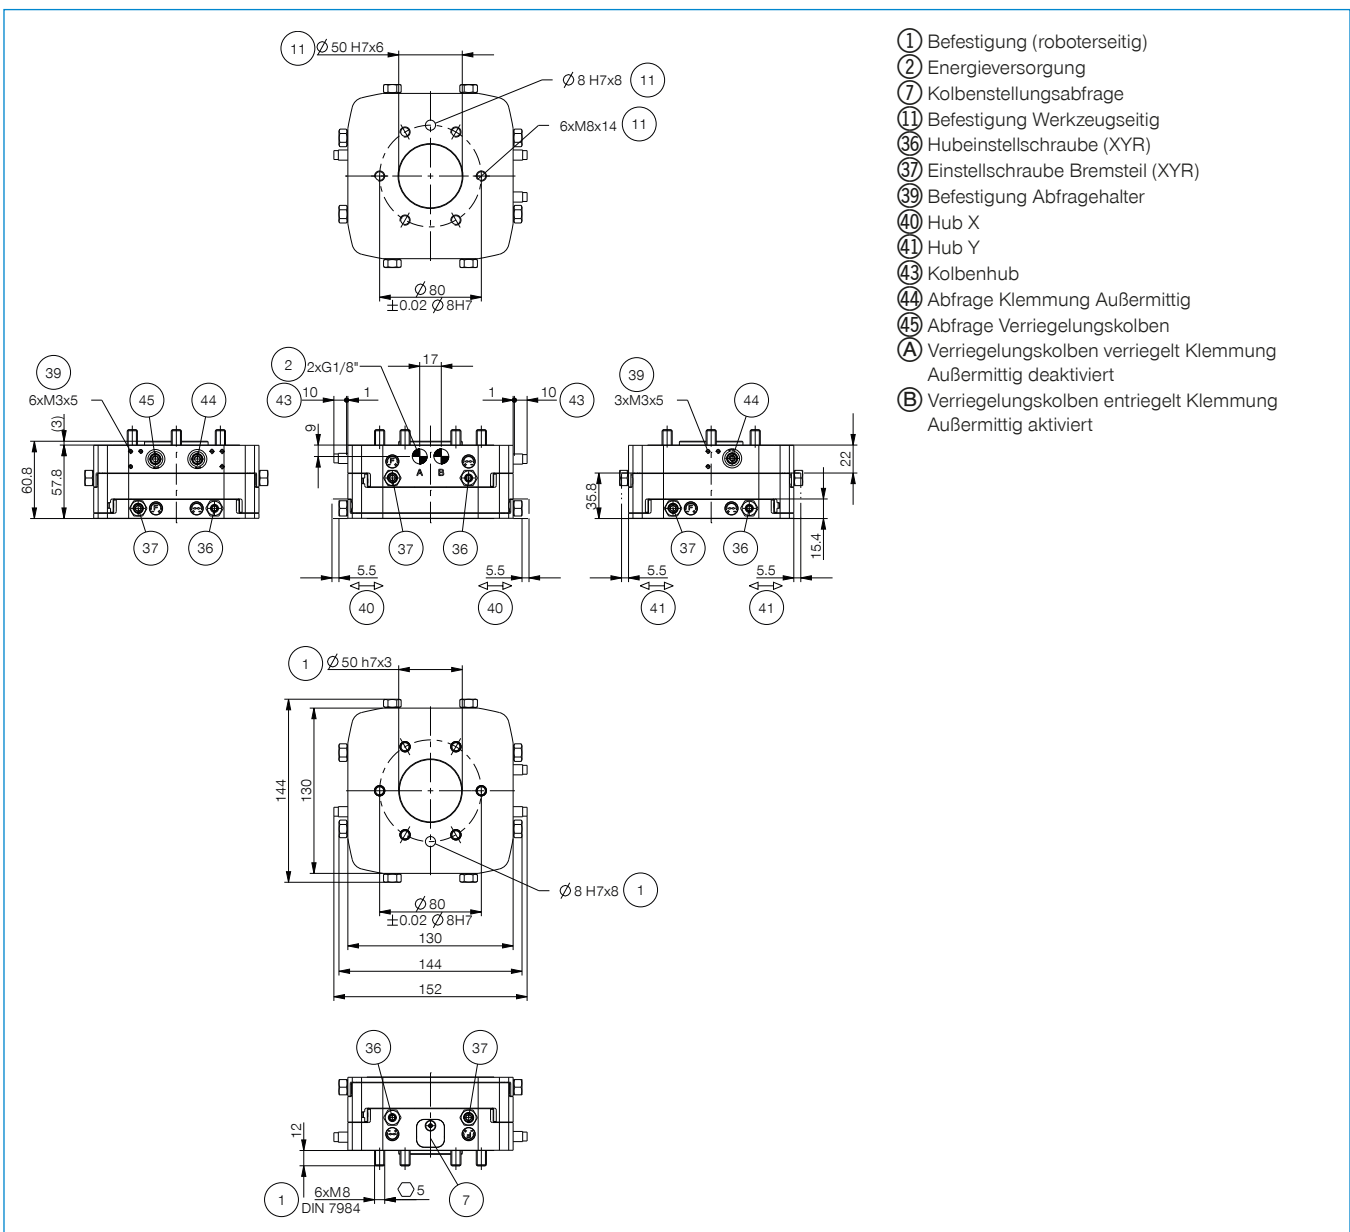 11 Ø 50 H7x6
Ø 8 H7x8 11
6xM8x14 11
Ø 80
±0.02 Ø 8H7
1 Befestigung (roboterseitig)
2 Energieversorgung
7 Kolbenstellungsabfrage
11 Befestigung Werkzeugseitig
36 Hubeinstellschraube (XYR)
37 Einstellschraube Bremsteil (XYR)
39 Befestigung Abfragehalter
40 Hub X
41 Hub Y
43 Kolbenhub
44 Abfrage Klemmung Außermittig
45 Abfrage Verriegelungskolben
A Verriegelungskolben verriegelt Klemmung
Außermittig deaktiviert
B Verriegelungskolben entriegelt Klemmung
Außermittig aktiviert
39
6xM3x5
45
44
(3)
60.8
57.8
37
36
2 2xG1/8"
17
43 10 1
1 10 43
9
A B
37
36
5.5
5.5
40
40
39
3xM3x5
44
22
35.8
15.4
37
36
5.5
5.5
41
41
1 Ø 50 h7x3
144
130
Ø 8 H7x8 1
Ø 80
±0.02 Ø 8H7
130
144
152
36
37
12
1 6xM8
DIN 7984
5
7